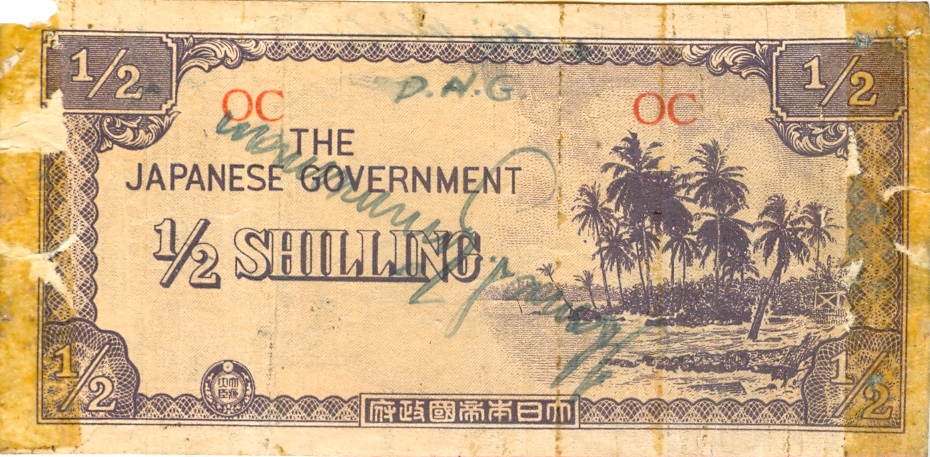 1/2
1/2
OC
OC
THE
JAPANESE GOVERNMENT
1/2 SHILLING
1/2
1/2
大日本帝國政府